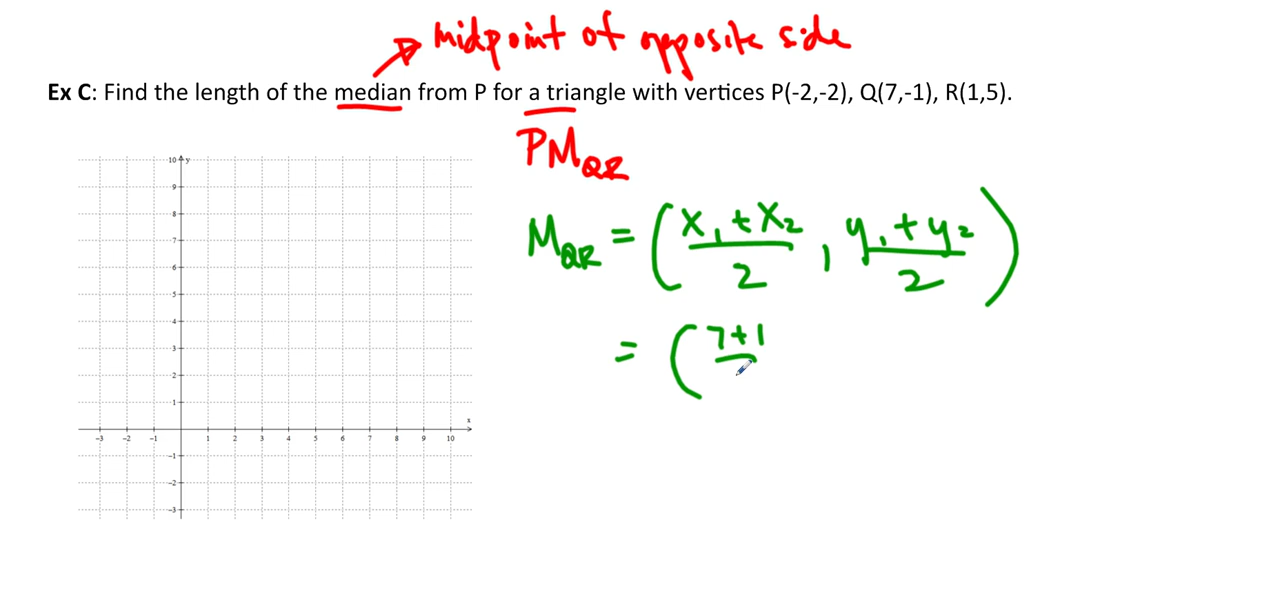 midpoint of opposite side
Ex C: Find the length of the median from P for a triangle with vertices P(-2,-2), Q(7,-1), R(1,5).
PM_QR
M_QR = (x₁+x₂/2, y₁+y₂/2)
= (7+1
10 y
9
8
7
6
5
4
3
2
1
x
-3 -2 -1 1 2 3 4 5 6 7 8 9 10
-1
-2
-3